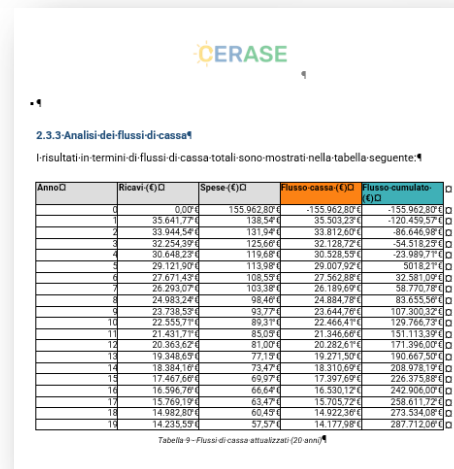 CERASE
2.3.3 Analisi dei flussi di cassa
I risultati in termini di flussi di cassa totali sono mostrati nella tabella seguente:
Anno Ricavi (€) Spese (€) Flusso cassa (€) Flusso cumulato (€)
0 0,00 € 155.962,80 € -155.962,80 € -155.962,80 €
1 35.641,77 € 138,54 € 35.503,23 € -120.459,57 €
2 33.944,54 € 131,94 € 33.812,60 € -86.646,98 €
3 32.254,39 € 125,66 € 32.128,72 € -54.518,25 €
4 30.648,23 € 119,68 € 30.528,55 € -23.989,71 €
5 29.121,90 € 113,98 € 29.007,92 € 5018,21 €
6 27.671,43 € 108,55 € 27.562,88 € 32.581,09 €
7 26.293,07 € 103,38 € 26.189,69 € 58.770,78 €
8 24.983,24 € 98,46 € 24.884,78 € 83.655,56 €
9 23.738,53 € 93,77 € 23.644,76 € 107.300,32 €
10 22.555,71 € 89,31 € 22.466,41 € 129.766,73 €
11 21.431,71 € 85,05 € 21.346,66 € 151.113,39 €
12 20.363,62 € 81,00 € 20.282,61 € 171.396,00 €
13 19.348,65 € 77,15 € 19.271,50 € 190.667,50 €
14 18.384,16 € 73,47 € 18.310,69 € 208.978,19 €
15 17.467,66 € 69,97 € 17.397,69 € 226.375,88 €
16 16.596,76 € 66,64 € 16.530,12 € 242.906,00 €
17 15.769,19 € 63,47 € 15.705,72 € 258.611,72 €
18 14.982,80 € 60,45 € 14.922,36 € 273.534,08 €
19 14.235,55 € 57,57 € 14.177,98 € 287.712,06 €
Tabella 9 – Flussi di cassa attualizzati (20 anni)